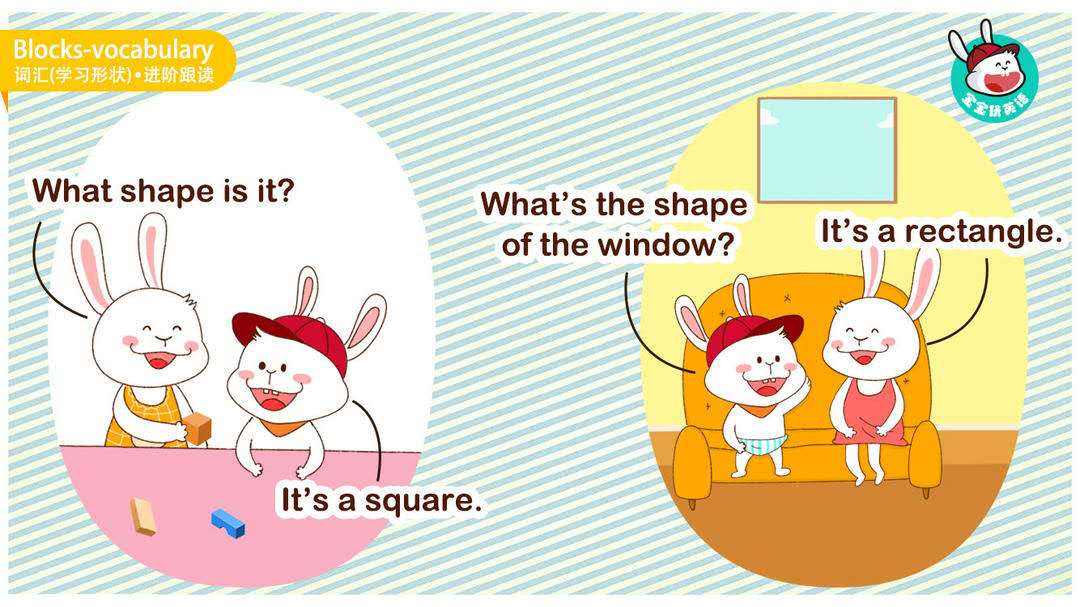 Blocks-vocabulary
词汇(学习形状)•进阶跟读
宝宝玩英语
What shape is it?
It's a square.
What's the shape
of the window?
It's a rectangle.